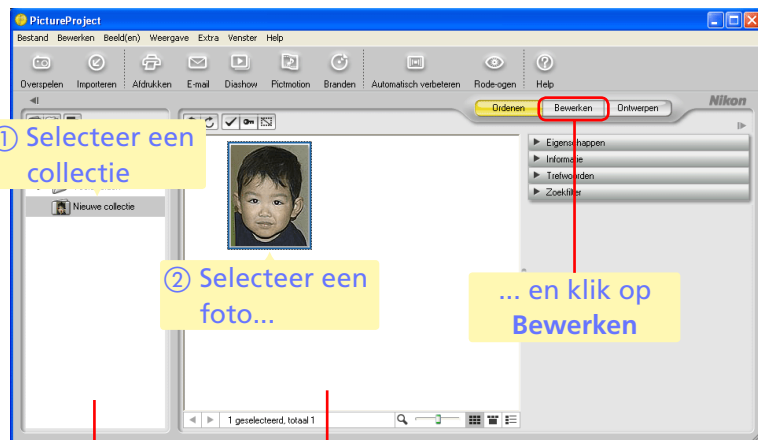 PictureProject
Bestand Bewerken Beeld(en) Weergave Extra Venster Help
Overspelen Importeren Afdrukken E-mail Diashow Pictmotion Branden Automatisch verbeteren Rode-ogen Help
Ordenen Bewerken Ontwerpen Nikon
① Selecteer een
collectie
Nieuwe collectie
Eigenschappen
Informatie
Trefwoorden
Zoekfilter
② Selecteer een
foto...
... en klik op
Bewerken
1 geselecteerd, totaal 1